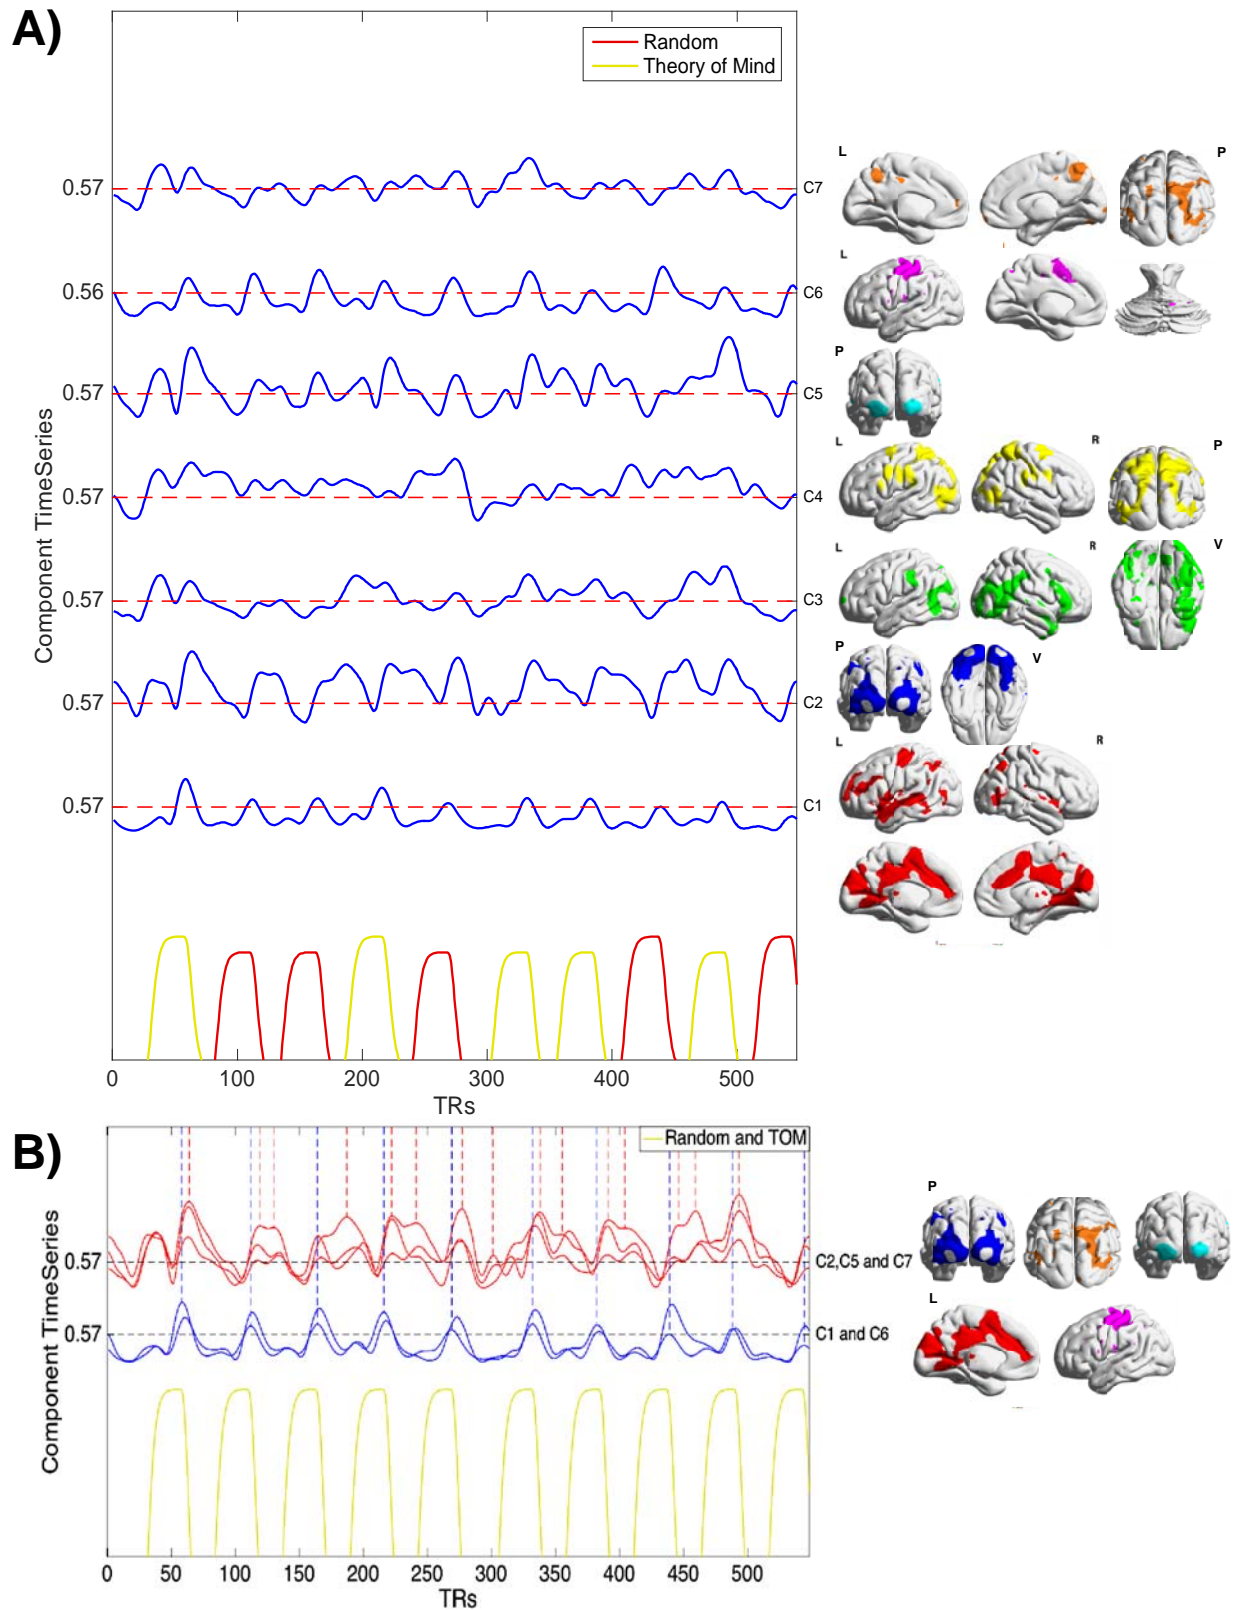 A)
Random
Theory of Mind
0.57
C7
0.56
C6
0.57
C5
0.57
C4
0.57
C3
0.57
C2
0.57
C1
Component TimeSeries
0 100 200 300 400 500
TRs
L P
L
P
L R P
L R V
P V
L R
B)
Random and TOM
0.57
C2,C5 and C7
0.57
C1 and C6
Component TimeSeries
0 50 100 150 200 250 300 350 400 450 500
TRs
P
L